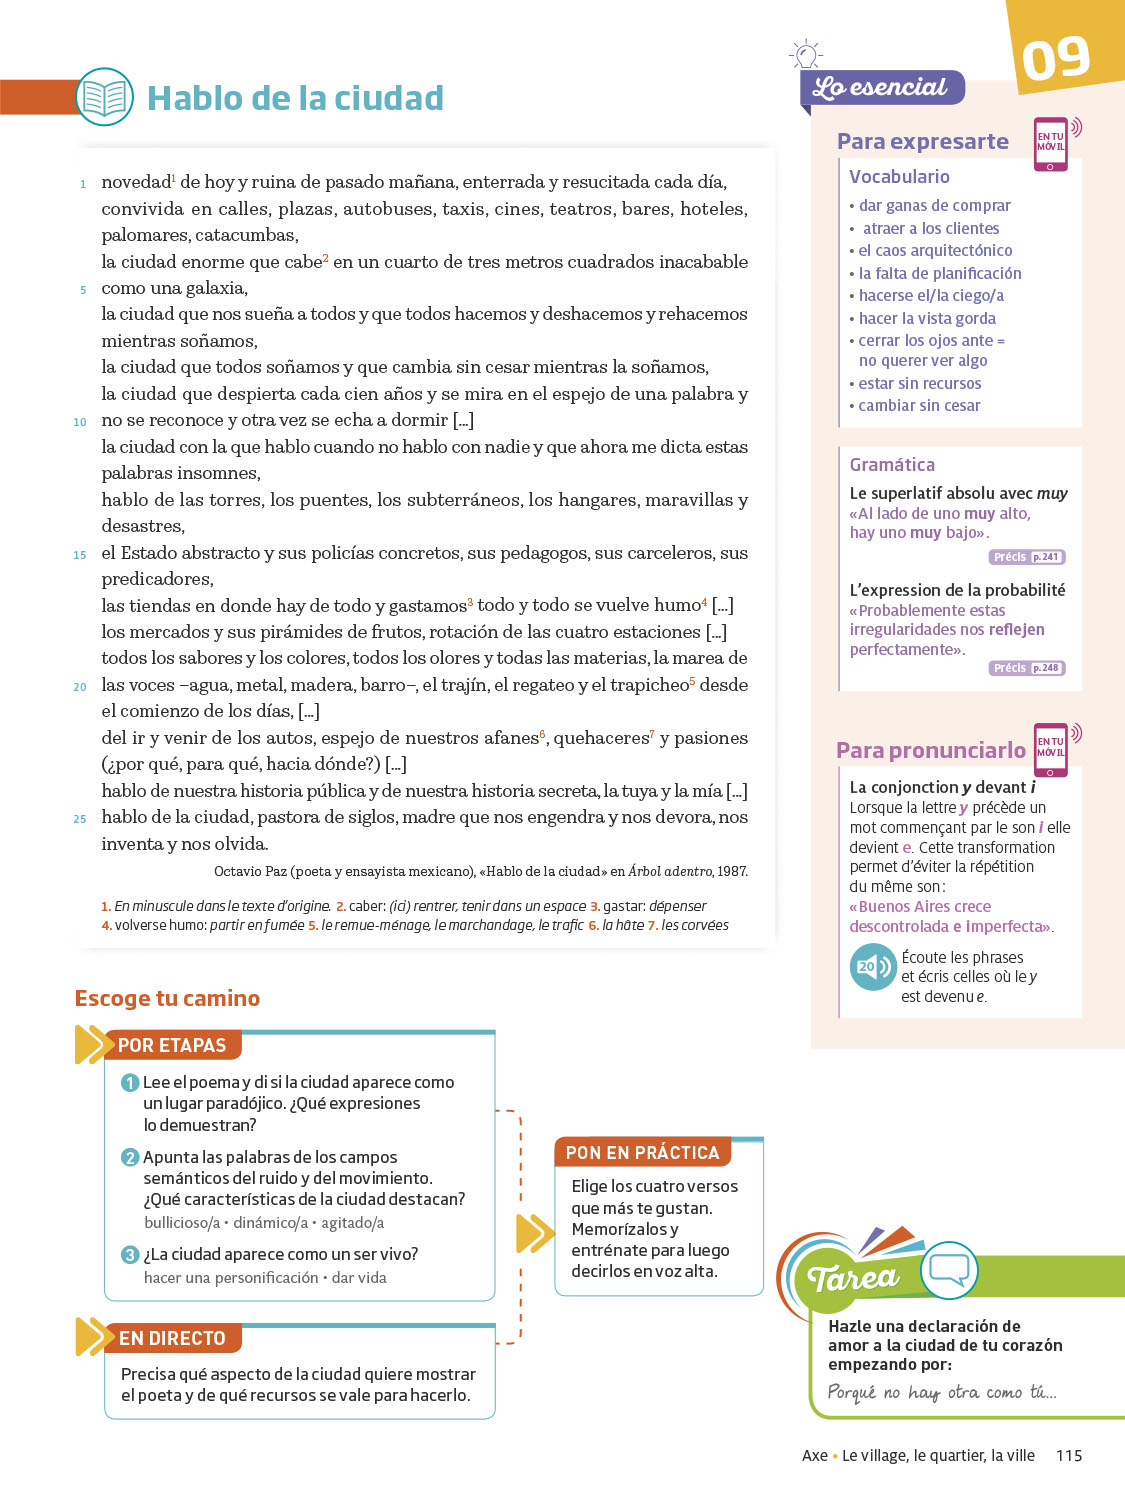 09
Hablo de la ciudad
1 novedad1 de hoy y ruina de pasado mañana, enterrada y resucitada cada día,
convivida en calles, plazas, autobuses, taxis, cines, teatros, bares, hoteles,
palomares, catacumbas,
la ciudad enorme que cabe2 en un cuarto de tres metros cuadrados inacabable
5 como una galaxia,
la ciudad que nos sueña a todos y que todos hacemos y deshacemos y rehacemos
mientras soñamos,
la ciudad que todos soñamos y que cambia sin cesar mientras la soñamos,
la ciudad que despierta cada cien años y se mira en el espejo de una palabra y
10 no se reconoce y otra vez se echa a dormir [...]
la ciudad con la que hablo cuando no hablo con nadie y que ahora me dicta estas
palabras insomnes,
hablo de las torres, los puentes, los subterráneos, los hangares, maravillas y
desastres,
15 el Estado abstracto y sus policías concretos, sus pedagogos, sus carceleros, sus
predicadores,
las tiendas en donde hay de todo y gastamos3 todo y todo se vuelve humo4 [...]
los mercados y sus pirámides de frutos, rotación de las cuatro estaciones [...]
todos los sabores y los colores, todos los olores y todas las materias, la marea de
20 las voces –agua, metal, madera, barro–, el trajín, el regateo y el trapicheo5 desde
el comienzo de los días, [...]
del ir y venir de los autos, espejo de nuestros afanes6, quehaceres7 y pasiones
(¿por qué, para qué, hacia dónde?) [...]
hablo de nuestra historia pública y de nuestra historia secreta, la tuya y la mía [...]
25 hablo de la ciudad, pastora de siglos, madre que nos engendra y nos devora, nos
inventa y nos olvida.
Octavio Paz (poeta y ensayista mexicano), «Hablo de la ciudad» en Árbol adentro, 1987.
1. En minuscule dans le texte d'origine. 2. caber: (ici) rentrer, tenir dans un espace 3. gastar: dépenser
4. volverse humo: partir en fumée 5. le remue-ménage, le marchandage, le trafic 6. la hâte 7. les corvées
Escoge tu camino
POR ETAPAS
1 Lee el poema y di si la ciudad aparece como
un lugar paradójico. ¿Qué expresiones
lo demuestran?
2 Apunta las palabras de los campos
semánticos del ruido y del movimiento.
¿Qué características de la ciudad destacan?
bullicioso/a • dinámico/a • agitado/a
3 ¿La ciudad aparece como un ser vivo?
hacer una personificación • dar vida
EN DIRECTO
Precisa qué aspecto de la ciudad quiere mostrar
el poeta y de qué recursos se vale para hacerlo.
PON EN PRÁCTICA
Elige los cuatro versos
que más te gustan.
Memorízalos y
entrénate para luego
decirlos en voz alta.
Lo esencial
Para expresarte
EN TU
MÓVIL
Vocabulario
• dar ganas de comprar
• atraer a los clientes
• el caos arquitectónico
• la falta de planificación
• hacerse el/la ciego/a
• hacer la vista gorda
• cerrar los ojos ante =
no querer ver algo
• estar sin recursos
• cambiar sin cesar
Gramática
Le superlatif absolu avec muy
«Al lado de uno muy alto,
hay uno muy bajo».
Précis p. 241
L'expression de la probabilité
«Probablemente estas
irregularidades nos reflejen
perfectamente».
Précis p. 248
Para pronunciarlo
EN TU
MÓVIL
La conjonction y devant i
Lorsque la lettre y précède un
mot commençant par le son i elle
devient e. Cette transformation
permet d'éviter la répétition
du même son :
«Buenos Aires crece
descontrolada e imperfecta».
20
Écoute les phrases
et écris celles où le y
est devenu e.
Tarea
Hazle una declaración de
amor a la ciudad de tu corazón
empezando por:
Porqué no hay otra como tú...
Axe • Le village, le quartier, la ville 115